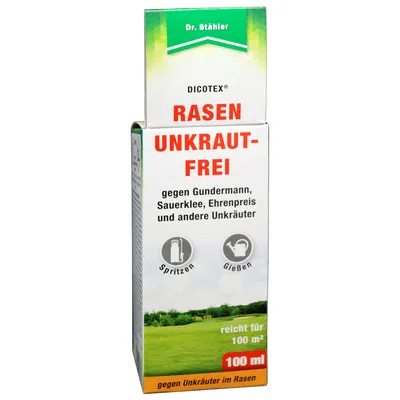 Dr. Stähler
DICOTEX®
RASEN
UNKRAUT-
FREI
gegen Gundermann,
Sauerklee, Ehrenpreis
und andere Unkräuter
Spritzen
Gießen
reicht für
100 m²
100 ml
gegen Unkräuter im Rasen